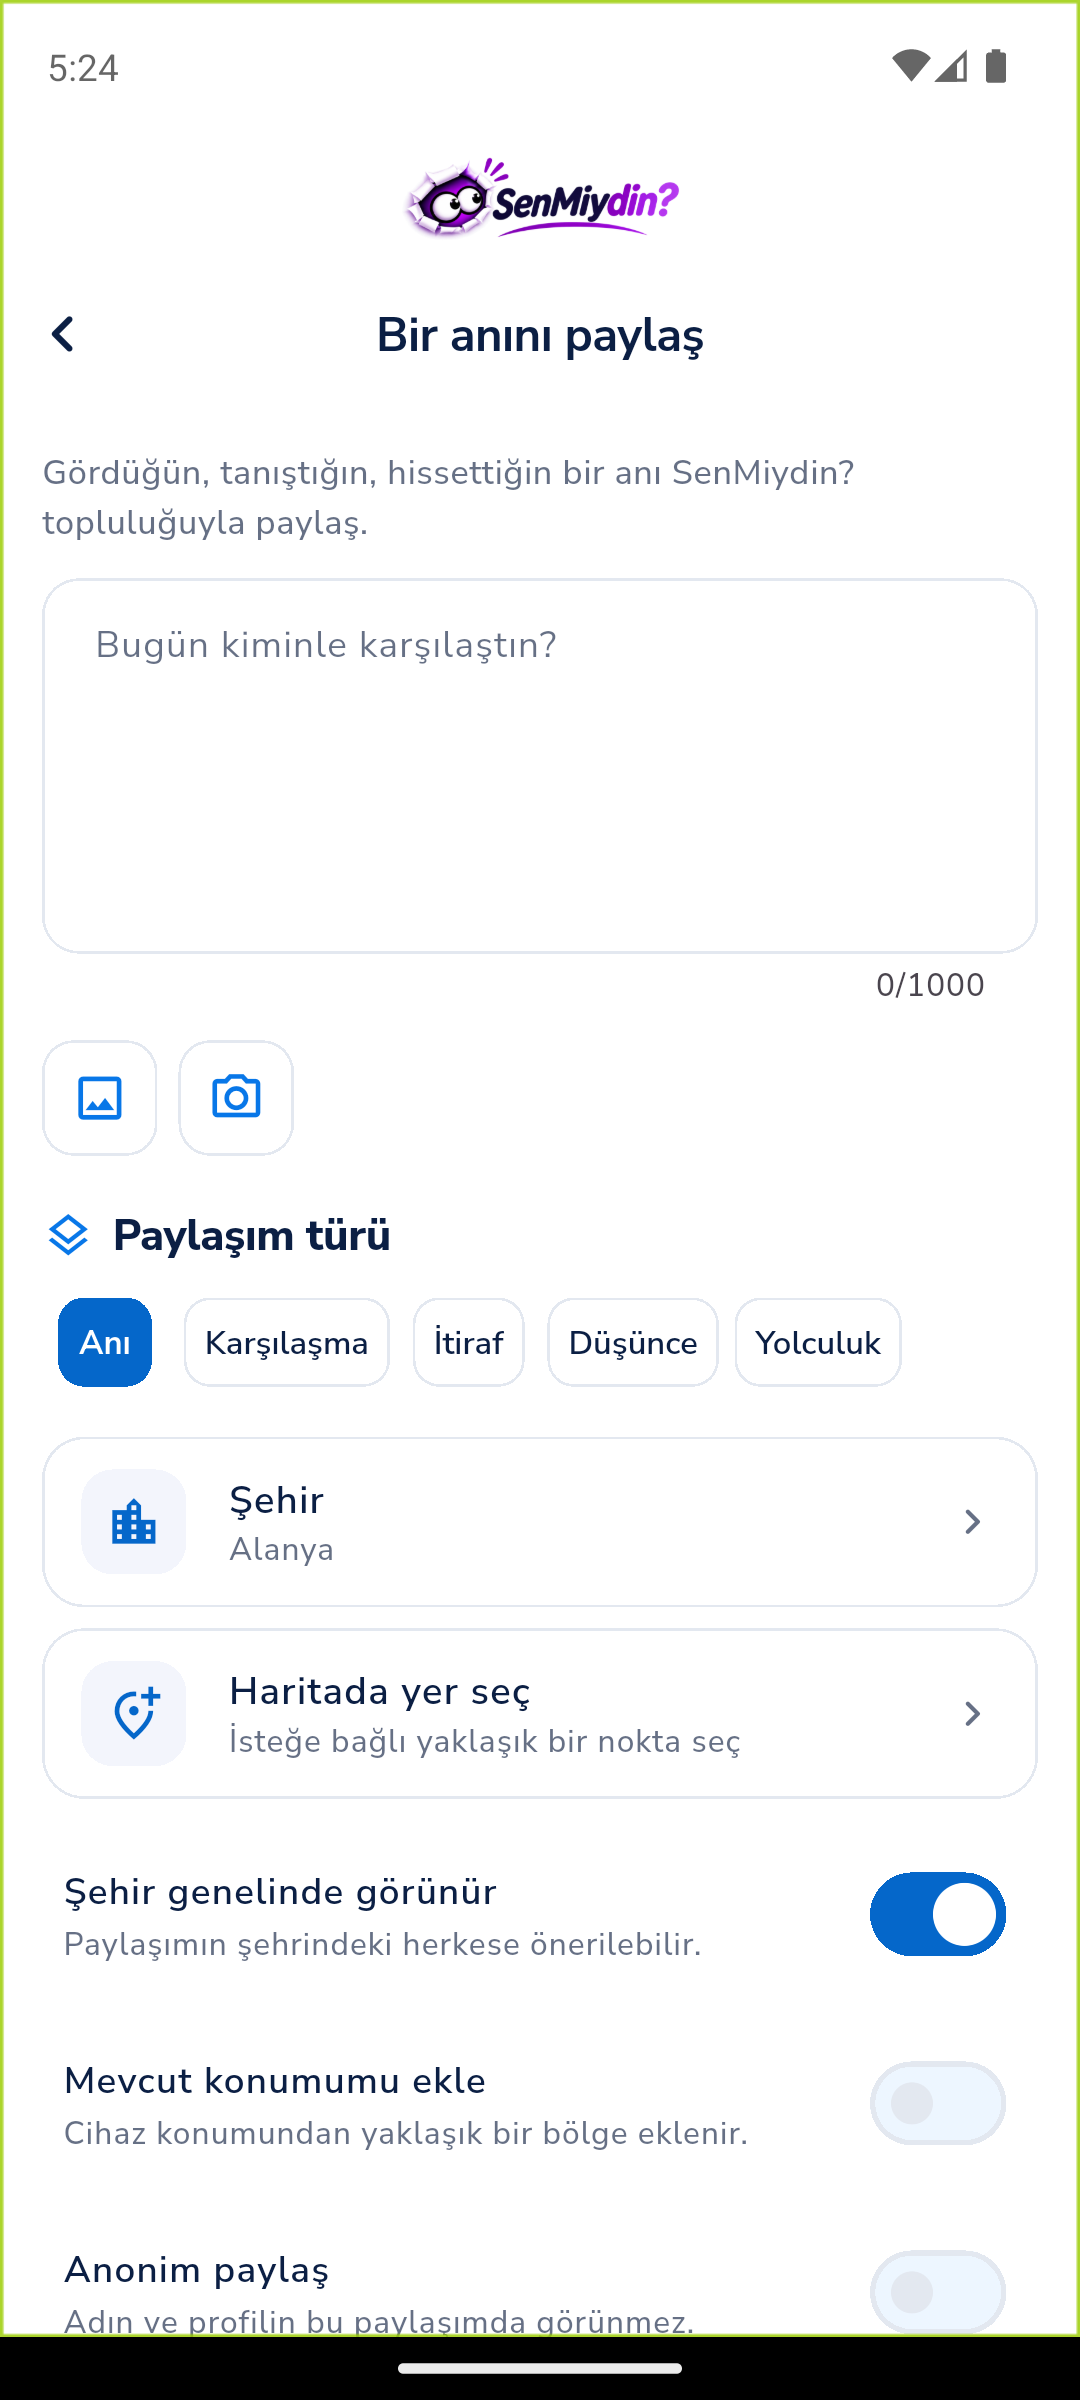 5:24
SenMiydin?
Bir anını paylaş
Gördüğün, tanıştığın, hissettiğin bir anı SenMiydin?
topluluğuyla paylaş.
Bugün kiminle karşılaştın?
0/1000
Paylaşım türü
Anı
Karşılaşma
İtiraf
Düşünce
Yolculuk
Şehir
Alanya
Haritada yer seç
İsteğe bağlı yaklaşık bir nokta seç
Şehir genelinde görünür
Paylaşımın şehrindeki herkese önerilebilir.
Mevcut konumumu ekle
Cihaz konumundan yaklaşık bir bölge eklenir.
Anonim paylaş
Adın ve profilin bu paylaşımda görünmez.